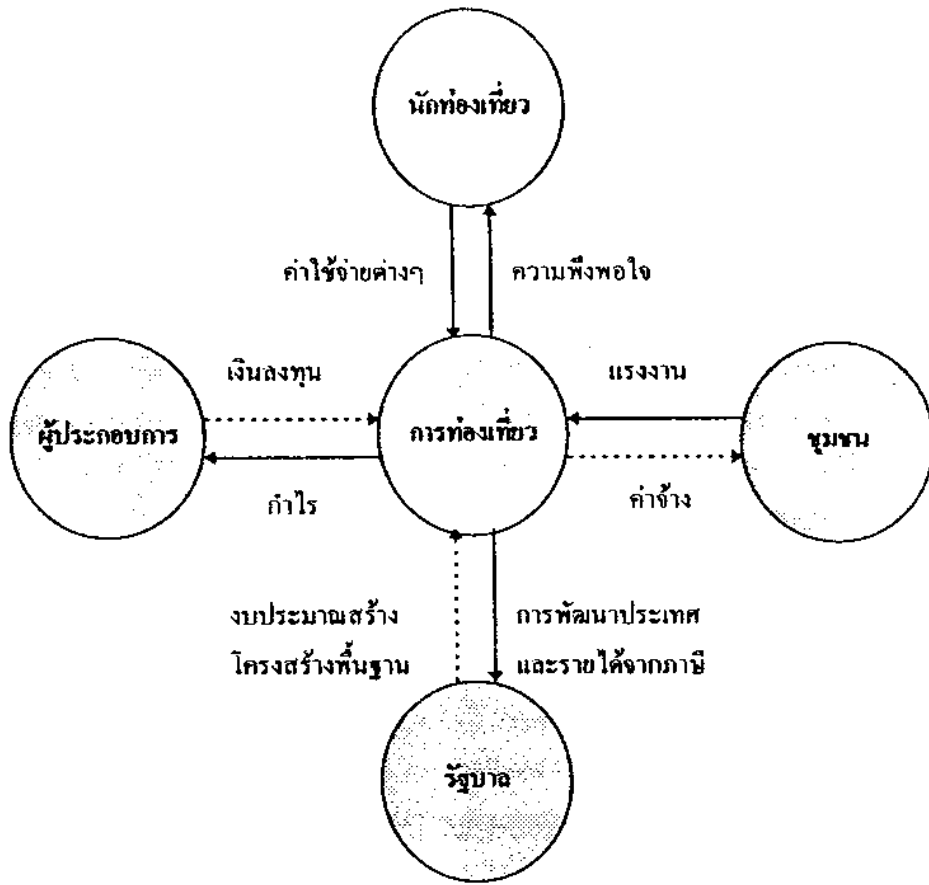 นักท่องเที่ยว
ค่าใช้จ่ายต่างๆ
ความพึงพอใจ
เงินลงทุน
แรงงาน
ผู้ประกอบการ
การท่องเที่ยว
ชุมชน
กำไร
ค่าจ้าง
งบประมาณสร้าง
โครงสร้างพื้นฐาน
การพัฒนาประเทศ
และรายได้จากภาษี
รัฐบาล